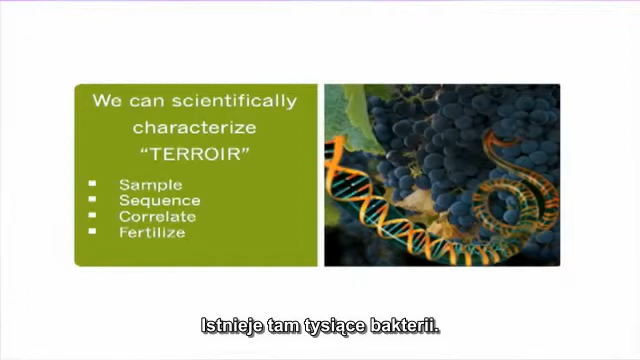 We can scientifically
characterize
“TERROIR”
Sample
Sequence
Correlate
Fertilize
Istnieje tam tysiące bakterii.